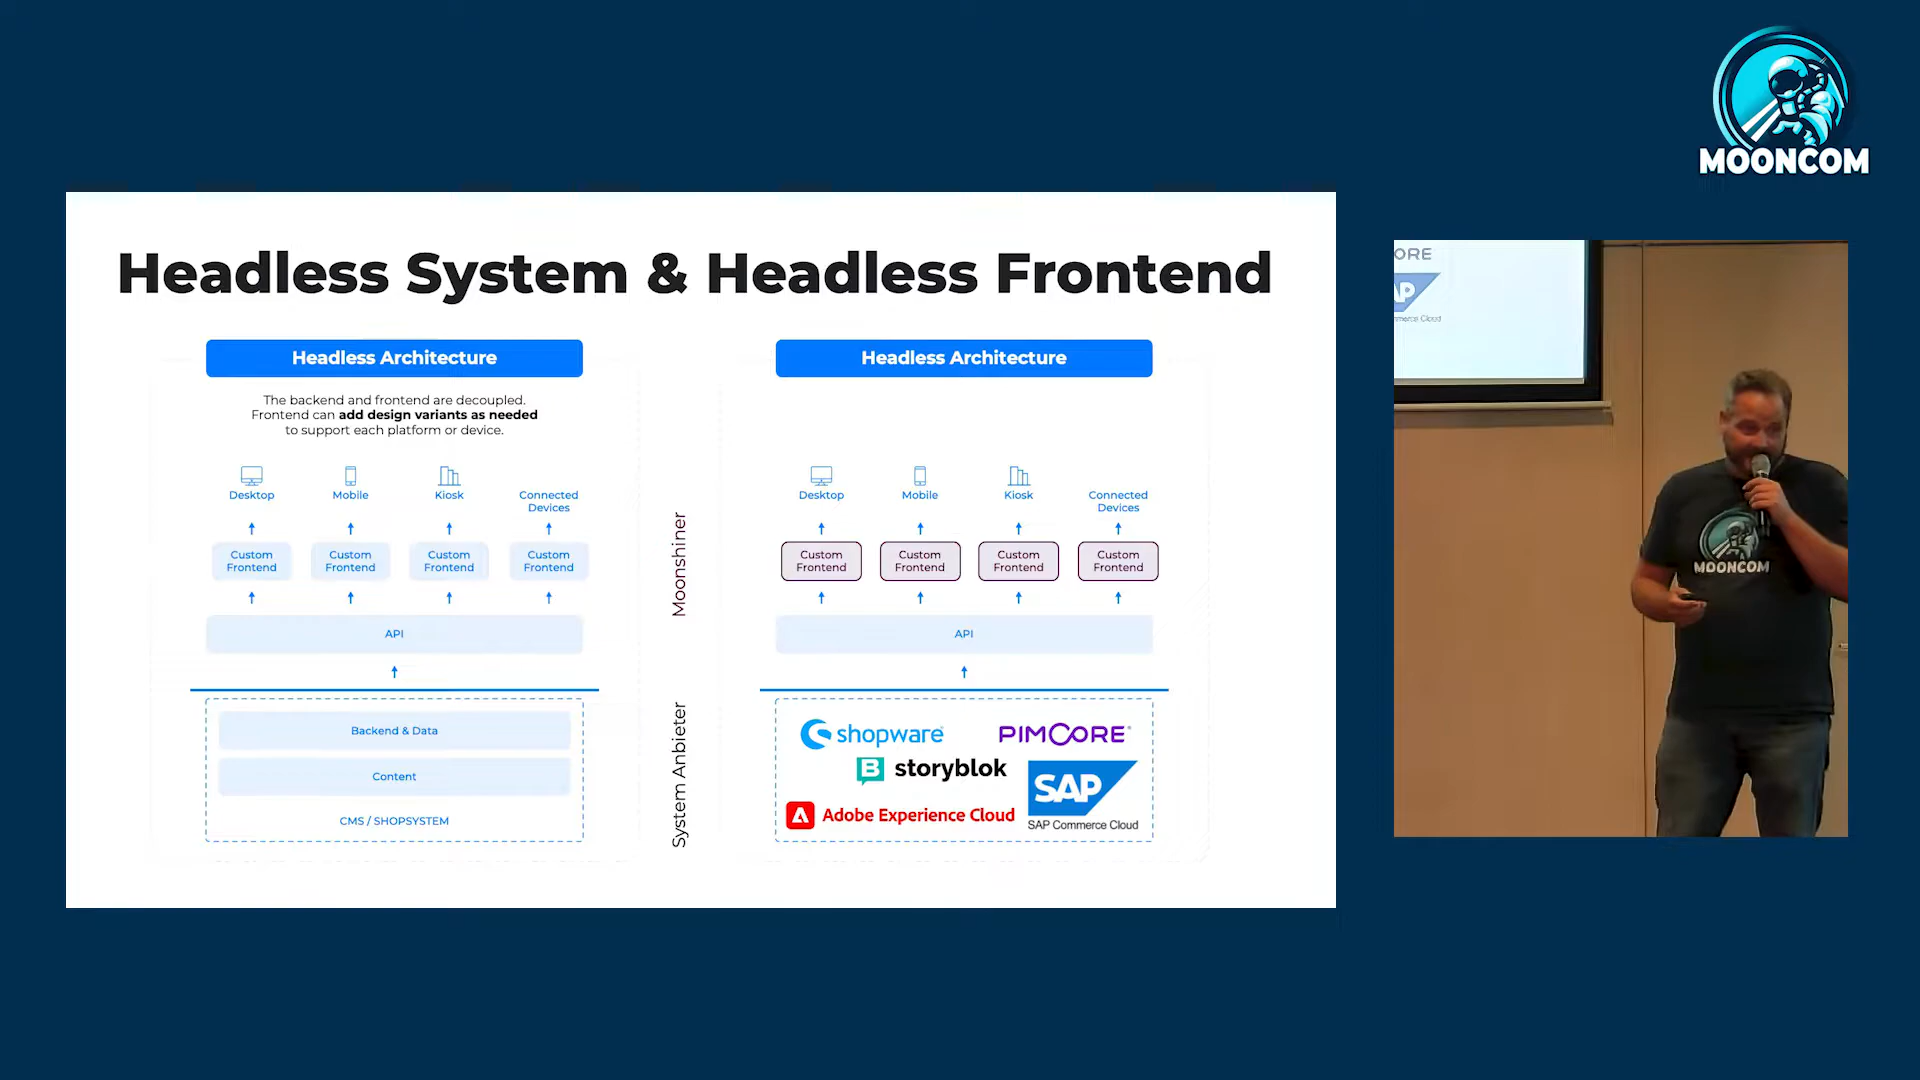 MOONCOM
Headless System & Headless Frontend
Headless Architecture
The backend and frontend are decoupled.
Frontend can add design variants as needed
to support each platform or device.
Desktop
Mobile
Kiosk
Connected
Devices
Custom
Frontend
Custom
Frontend
Custom
Frontend
Custom
Frontend
API
Backend & Data
Content
CMS / SHOPSYSTEM
Moonshiner
System Anbieter
Headless Architecture
Desktop
Mobile
Kiosk
Connected
Devices
Custom
Frontend
Custom
Frontend
Custom
Frontend
Custom
Frontend
API
shopware
PIMCORE
storyblok
SAP
SAP Commerce Cloud
Adobe Experience Cloud
ORE
AP
merce Cloud
MOONCOM